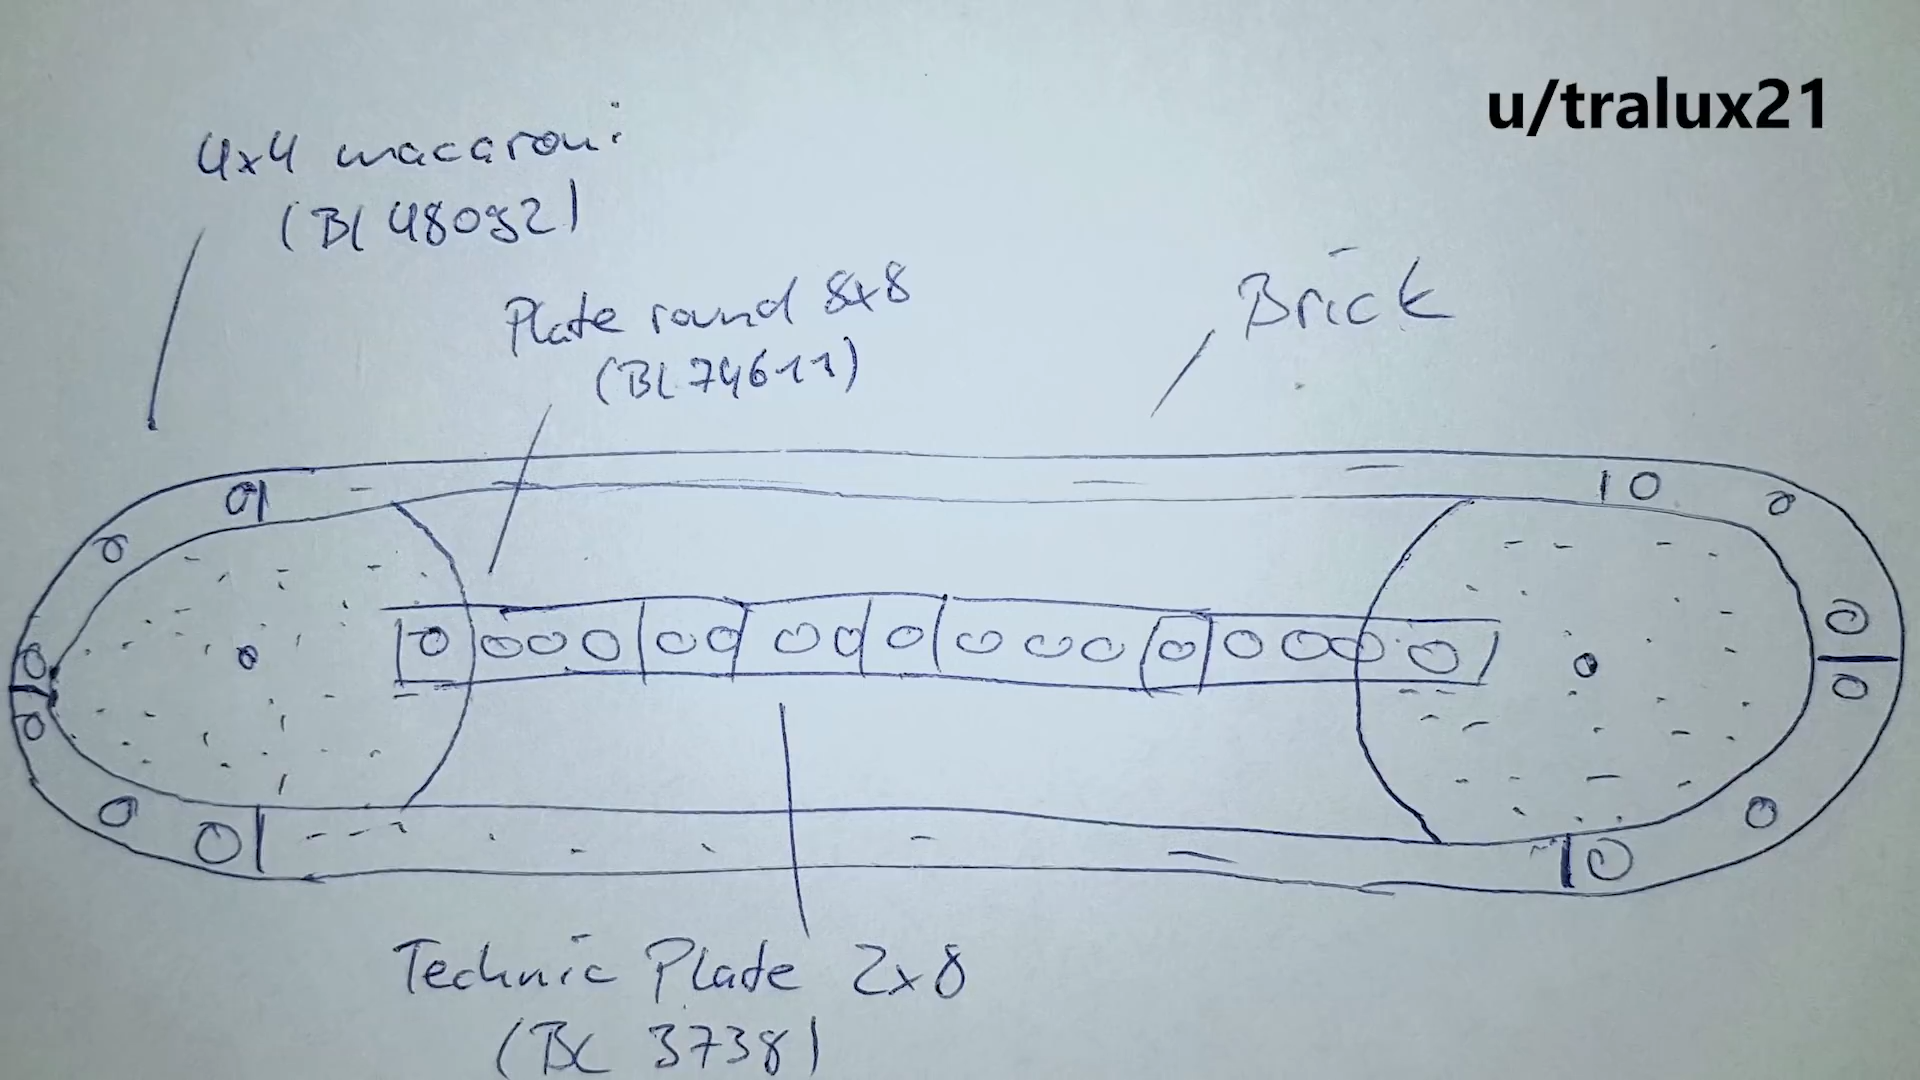 u/tralux21
4x4 macaroni
(BL 48092)
Plate round 8x8
(BL 74611)
Brick
Technic Plate 2x8
(BL 3738)